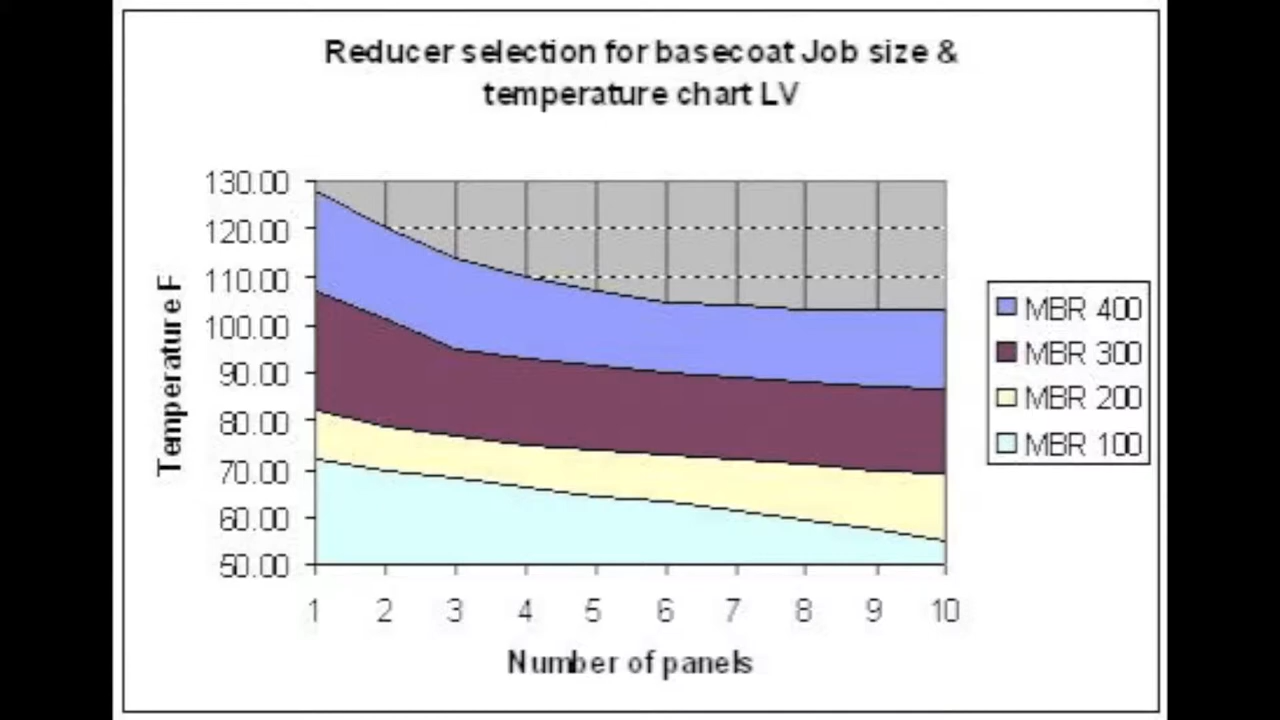 Reducer selection for basecoat Job size &
temperature chart LV
130.00
120.00
110.00
100.00
90.00
80.00
70.00
60.00
50.00
Temperature F
1 2 3 4 5 6 7 8 9 10
Number of panels
MBR 400
MBR 300
MBR 200
MBR 100